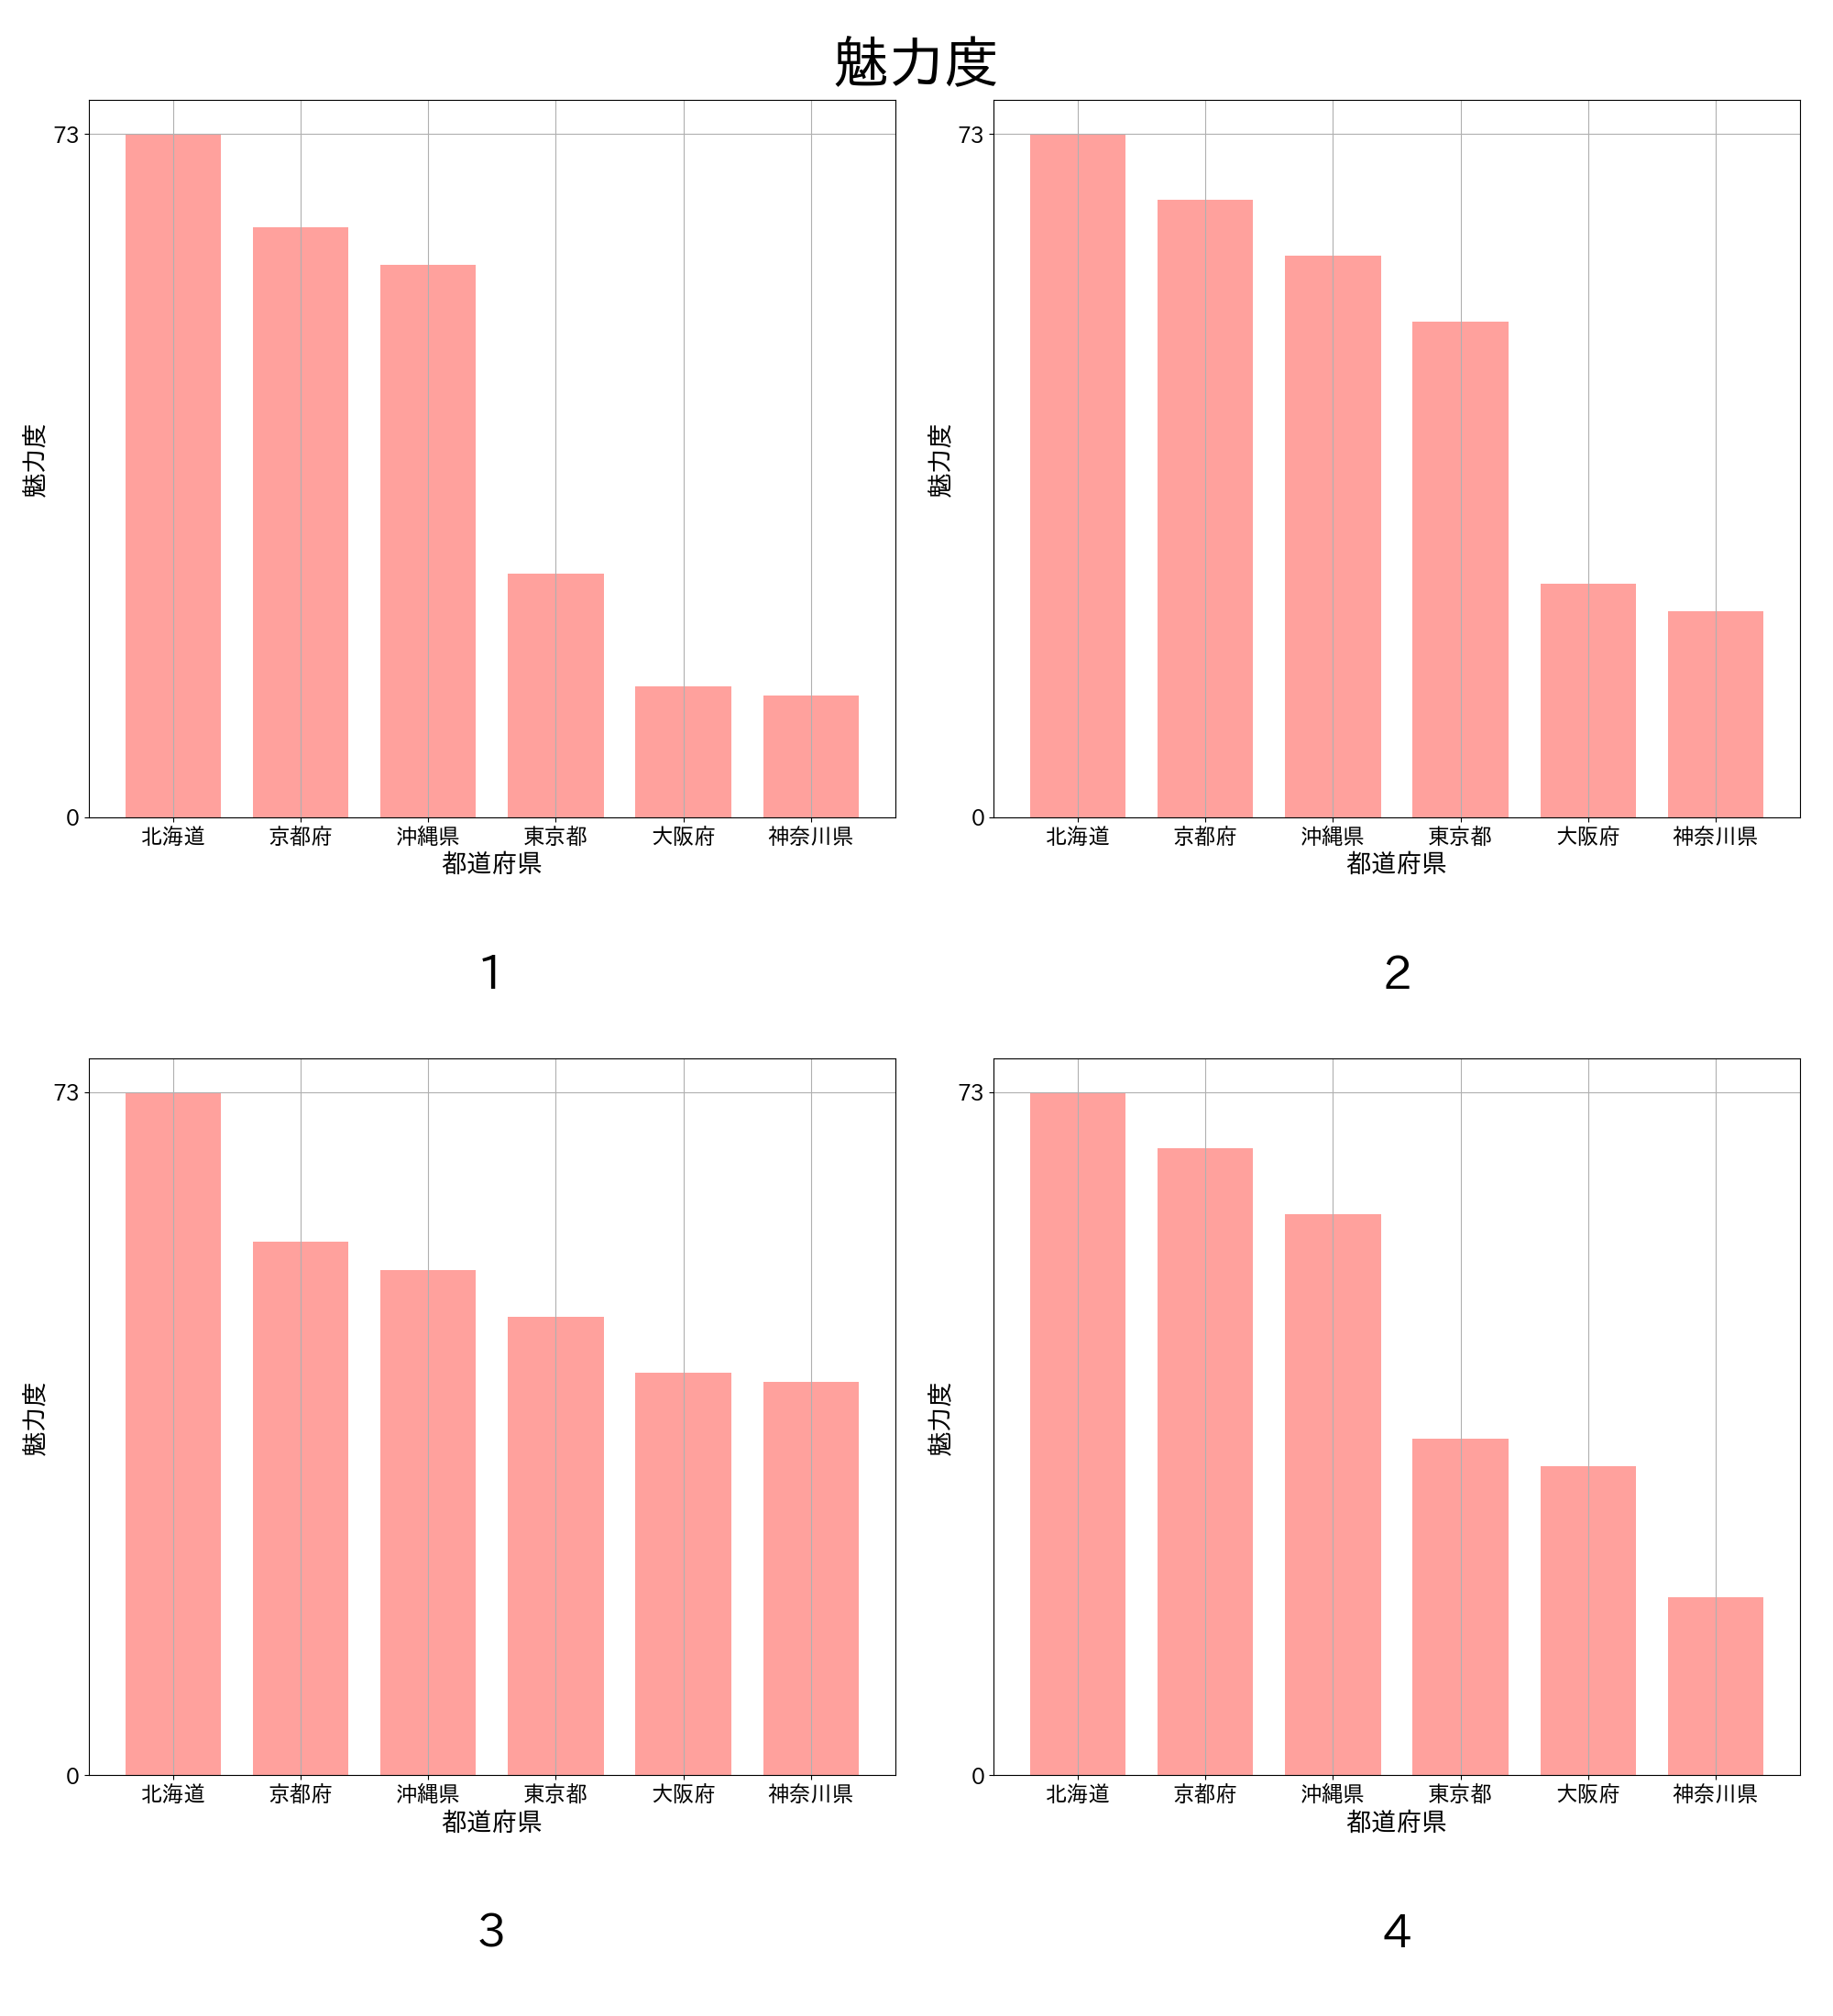 魅力度
73
0
魅力度
北海道 京都府 沖縄県 東京都 大阪府 神奈川県
都道府県
1
73
0
魅力度
北海道 京都府 沖縄県 東京都 大阪府 神奈川県
都道府県
2
73
0
魅力度
北海道 京都府 沖縄県 東京都 大阪府 神奈川県
都道府県
3
73
0
魅力度
北海道 京都府 沖縄県 東京都 大阪府 神奈川県
都道府県
4